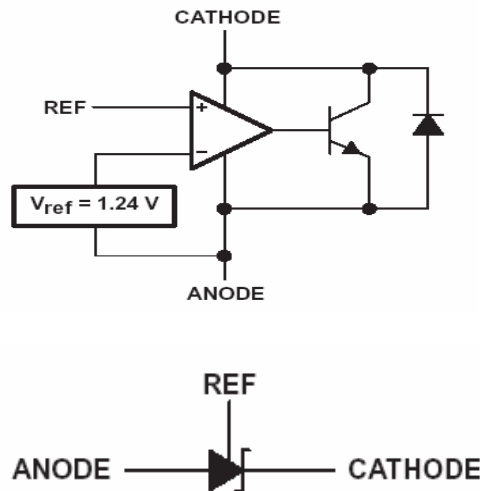 CATHODE
REF
+
−
Vref = 1.24 V
ANODE
REF
ANODE
CATHODE